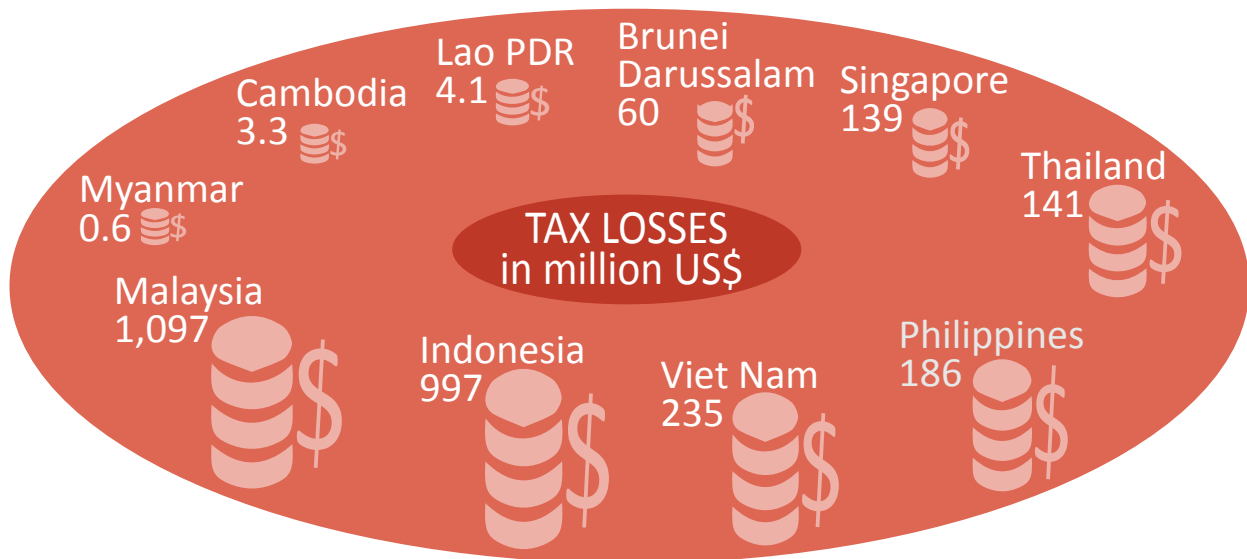 Brunei
Darussalam
60
Lao PDR
4.1
$
$
Cambodia
3.3
$
Singapore
139
$
Thailand
141
$
Myanmar
0.6
$
TAX LOSSES
in million US$
Malaysia
1,097
$
Indonesia
997
$
Viet Nam
235
$
Philippines
186
$